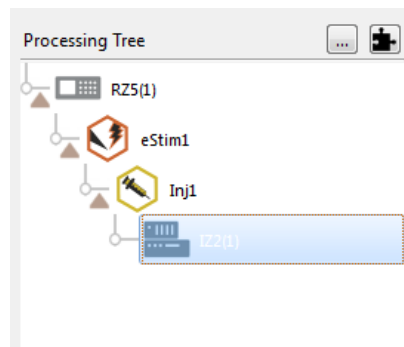 Processing Tree ...
RZ5(1)
eStim1
Inj1
IZ2(1)